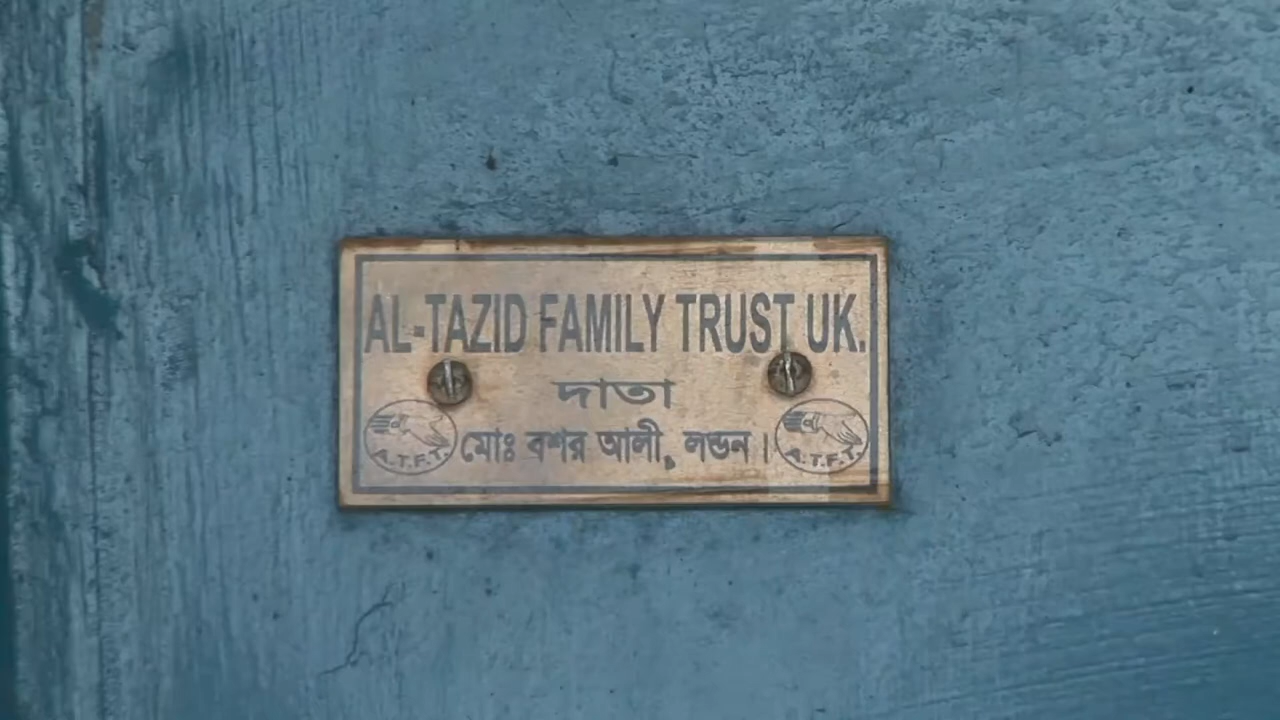 AL-TAZID FAMILY TRUST UK.
দাতা
মোঃ বশর আলী, লন্ডন।
A.T.F.T.
A.T.F.T.